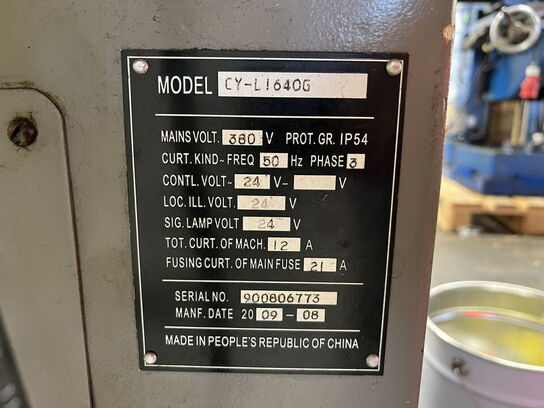 MODEL CY-L1640G
MAINS VOLT. 380 V PROT. GR. IP54
CURT. KIND~FREQ 50 Hz PHASE 3
CONTL. VOLT~ 24 V- V
LOC. ILL. VOLT. 24 V
SIG. LAMP VOLT 24 V
TOT. CURT. OF MACH. 12 A
FUSING CURT. OF MAIN FUSE 21 A
SERIAL NO. 900806773
MANF. DATE 20 09-08
MADE IN PEOPLE'S REPUBLIC OF CHINA